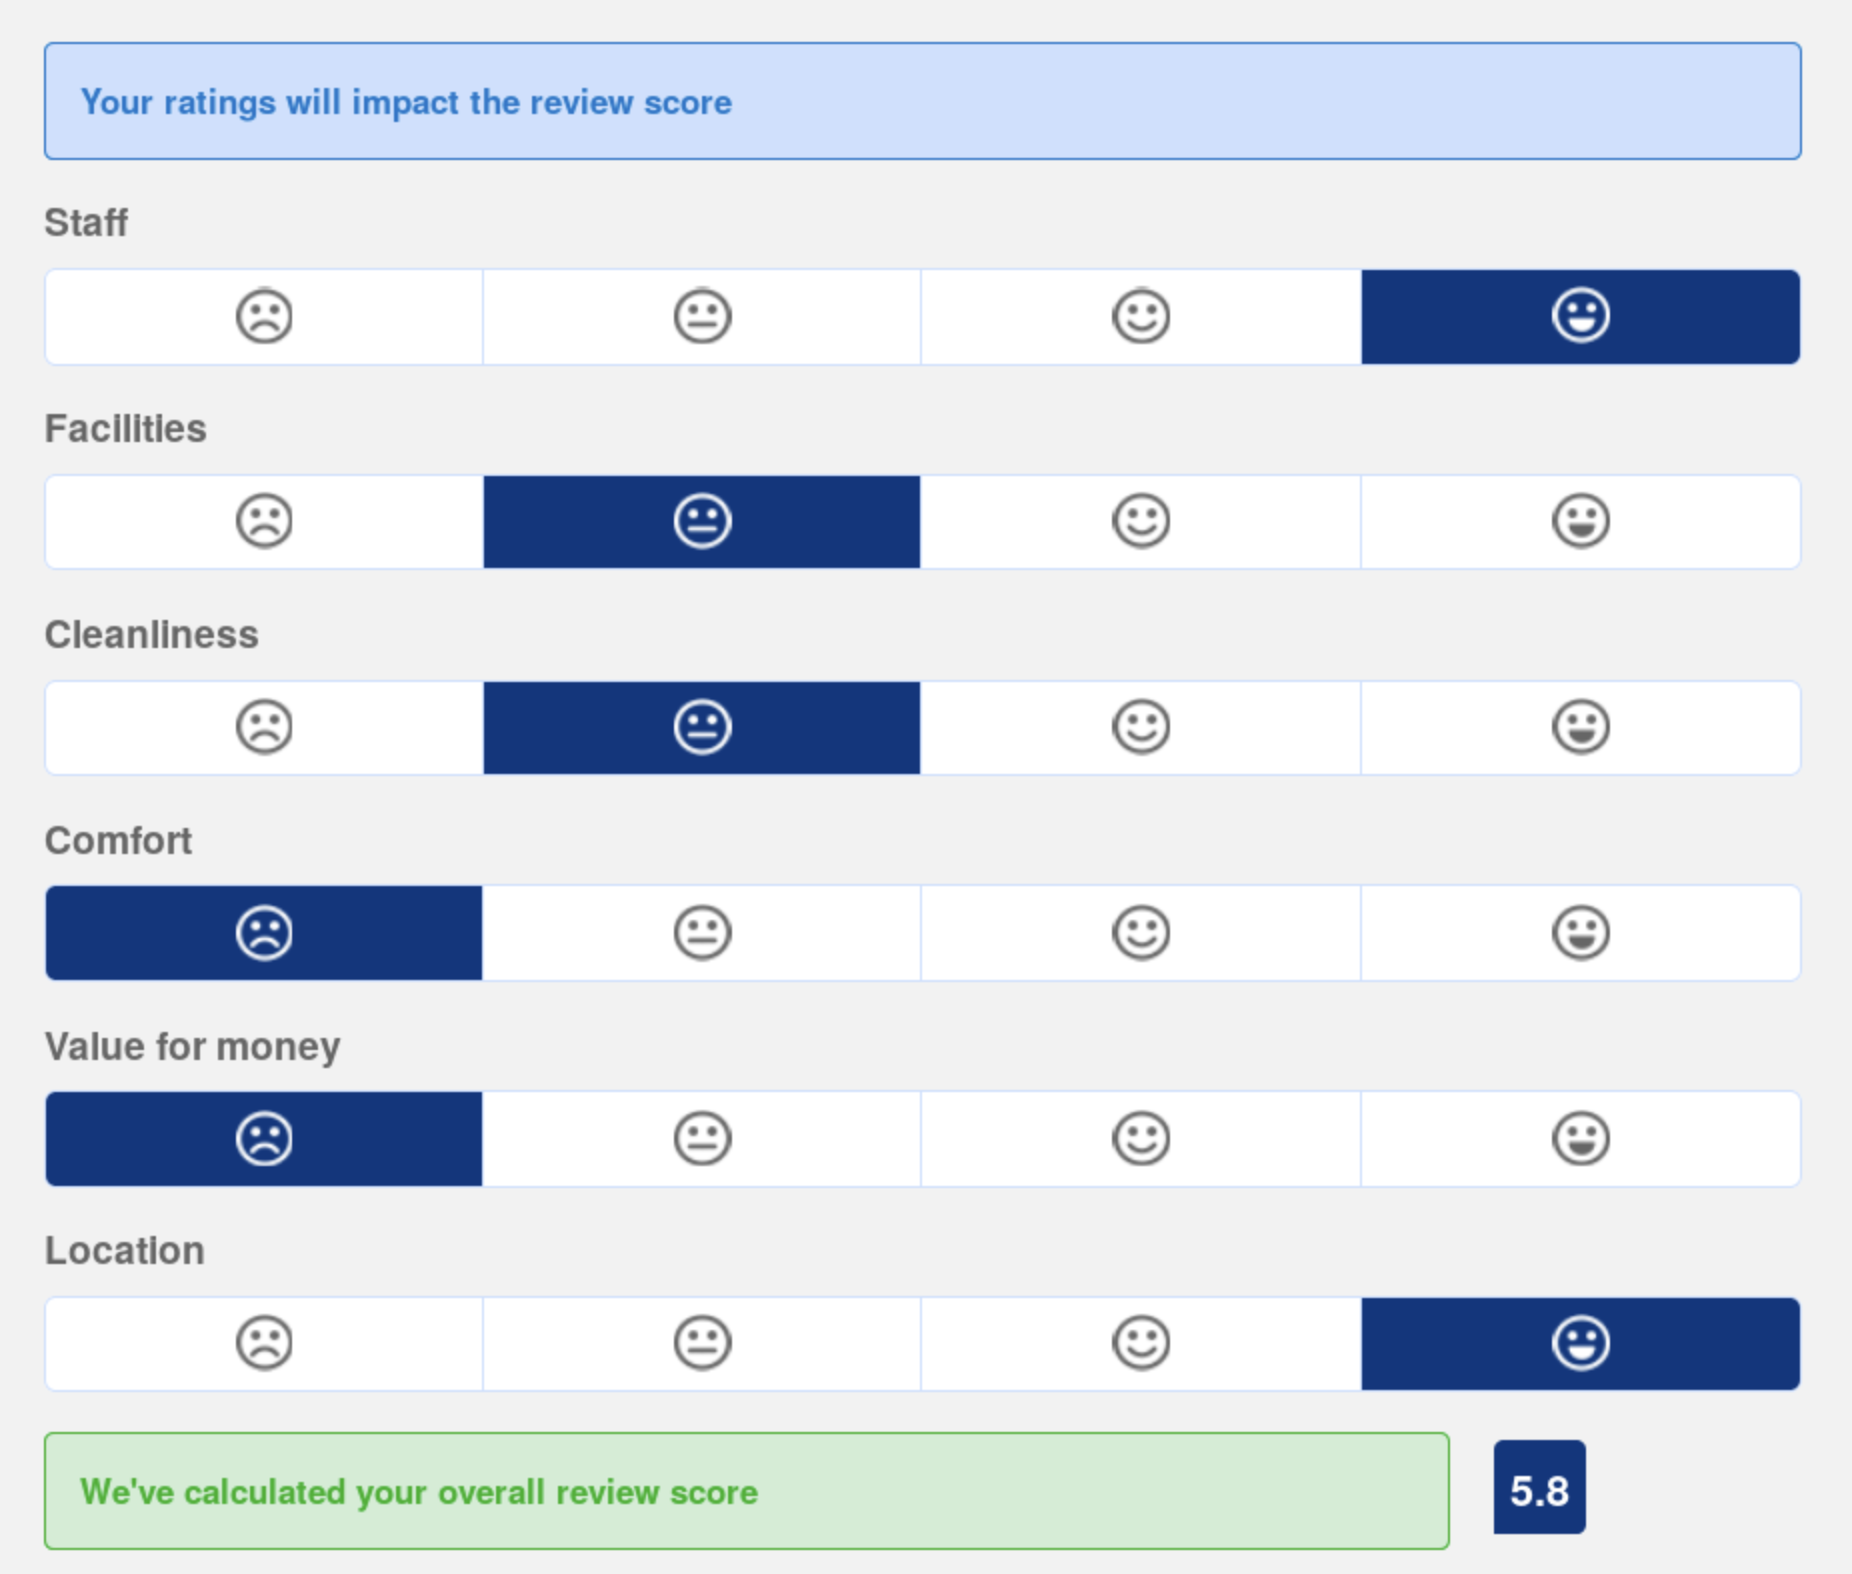 Your ratings will impact the review score
Staff
Facilities
Cleanliness
Comfort
Value for money
Location
We've calculated your overall review score
5.8